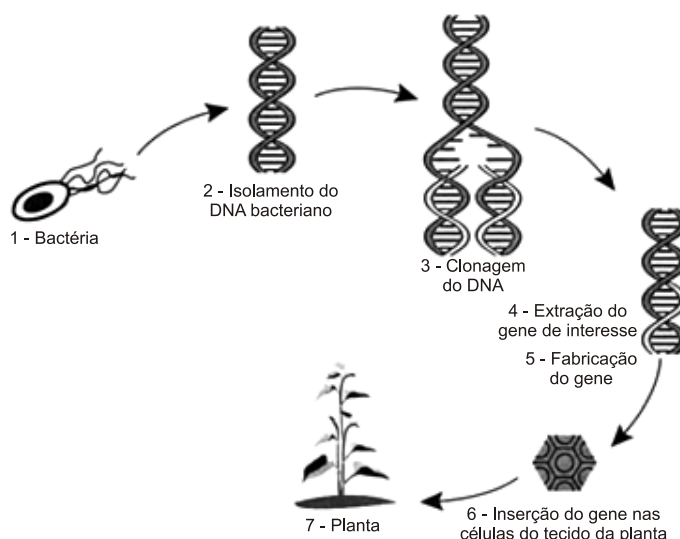 1 - Bactéria
2 - Isolamento do
DNA bacteriano
3 - Clonagem
do DNA
4 - Extração do
gene de interesse
5 - Fabricação
do gene
6 - Inserção do gene nas
células do tecido da planta
7 - Planta